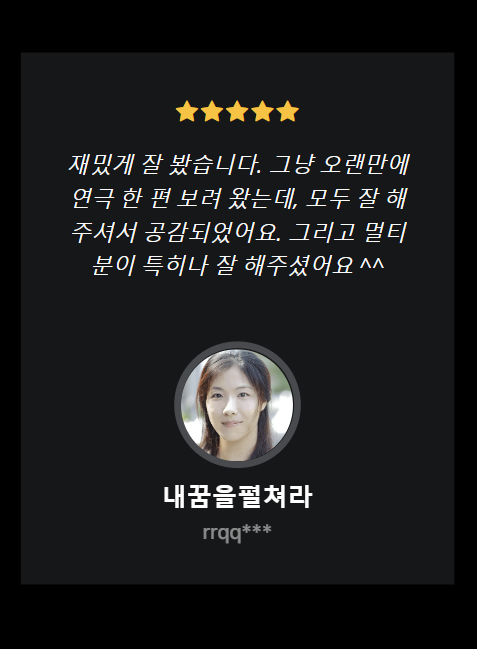 재밌게 잘 봤습니다. 그냥 오랜만에
연극 한 편 보려 왔는데, 모두 잘 해
주셔서 공감되었어요. 그리고 멀티
분이 특히나 잘 해주셨어요 ^^
내꿈을펼쳐라
rrqq***